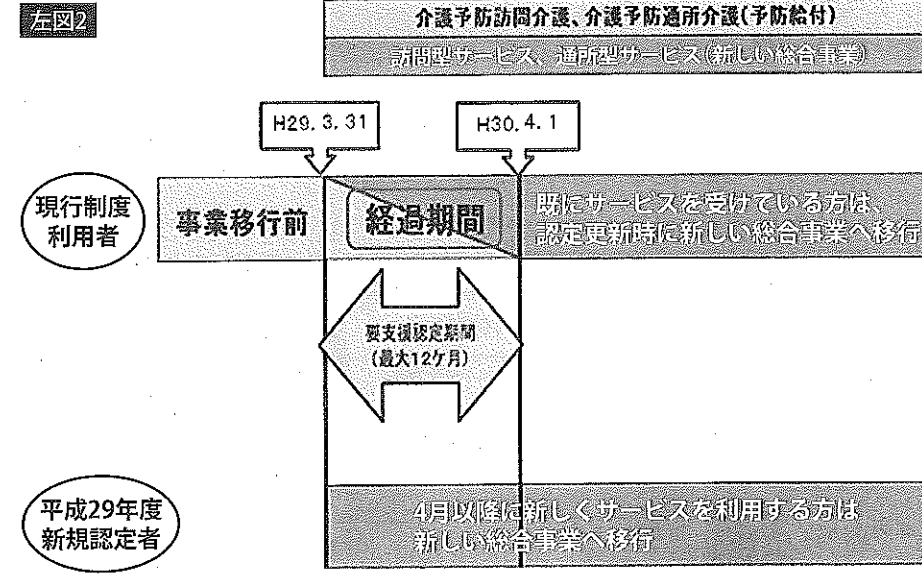 左図2
介護予防訪問介護、介護予防通所介護(予防給付)
訪問型サービス、通所型サービス(新しい総合事業)
H29.3.31
H30.4.1
現行制度
利用者
事業移行前
経過期間
既にサービスを受けている方は、
認定更新時に新しい総合事業へ移行
要支援認定期間
(最大12ケ月)
平成29年度
新規認定者
4月以降に新しくサービスを利用する方は
新しい総合事業へ移行